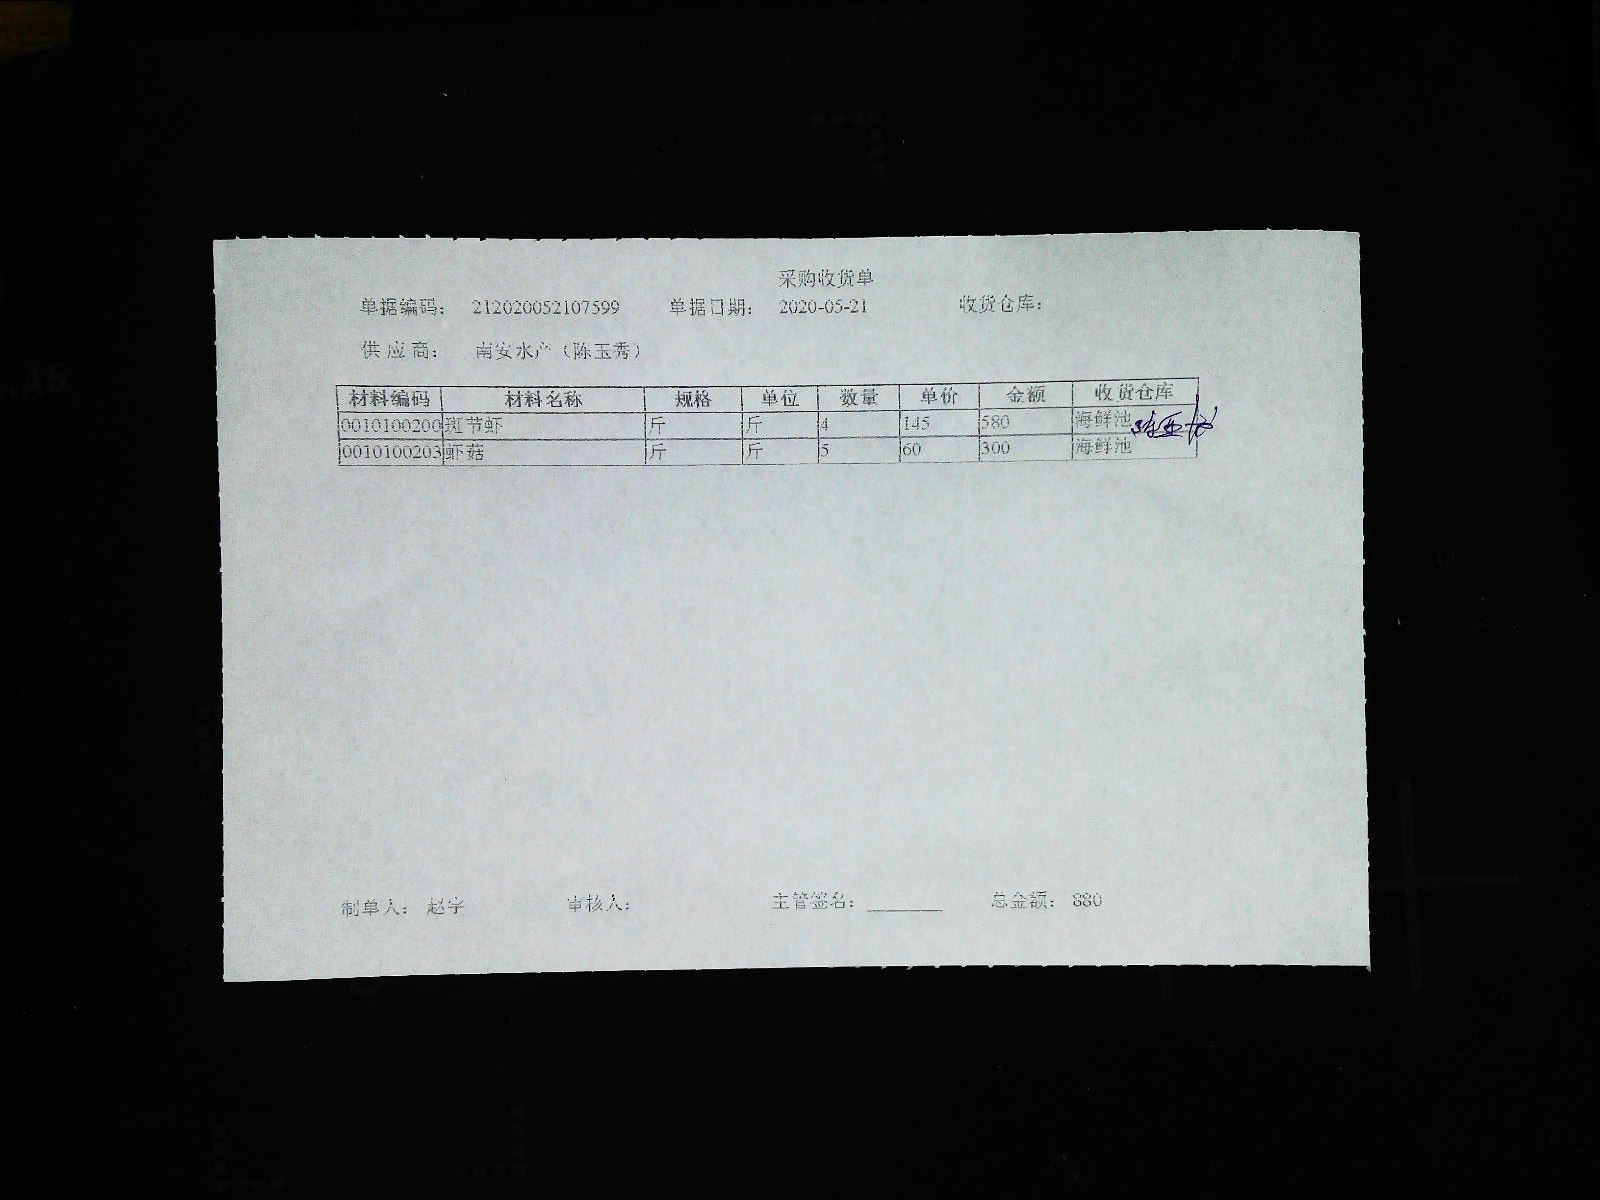 采购收货单
单据编码: 212020052107599 单据日期: 2020-05-21 收货仓库:
供应商: 南安水产（陈玉秀）
材料编码 材料名称 规格 单位 数量 单价 金额 收货仓库
0010100200 斑节虾 斤 斤 4 145 580 海鲜池
0010100203 虾菇 斤 斤 5 60 300 海鲜池
制单人: 赵宇 审核人: 主管签名: ______ 总金额: 880